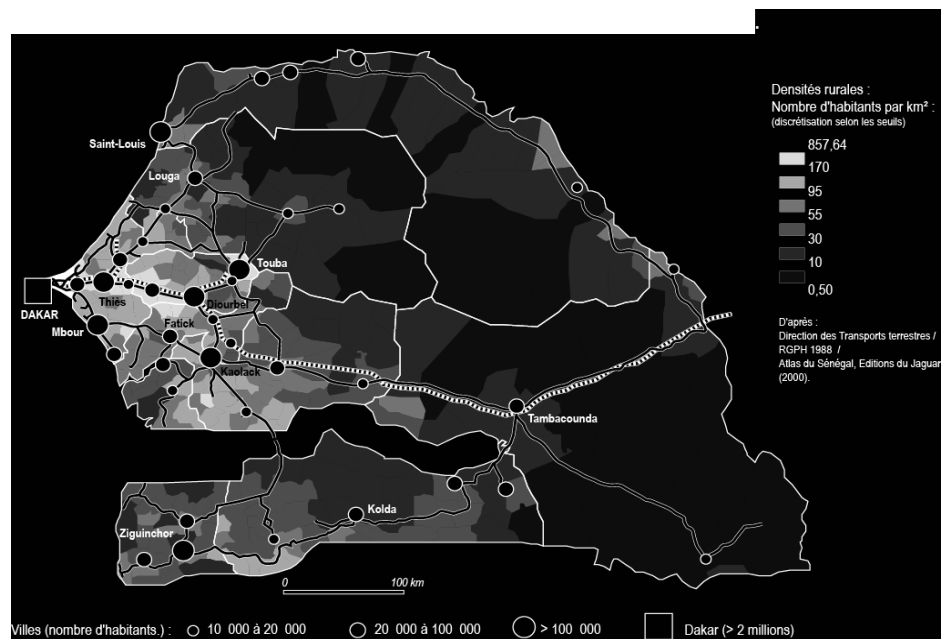 Densités rurales :
Nombre d'habitants par km² :
(discrétisation selon les seuils)
857,64
170
95
55
30
10
0,50
D'après :
Direction des Transports terrestres /
RGPH 1988 /
Atlas du Sénégal, Editions du Jaguar
(2000).
Saint-Louis
Louga
Touba
DAKAR
Thiès
Diourbel
Mbour
Fatick
Kaolack
Tambacounda
Kolda
Ziguinchor
0 100 km
Villes (nombre d'habitants.) : 10 000 à 20 000 20 000 à 100 000 > 100 000 Dakar (> 2 millions)